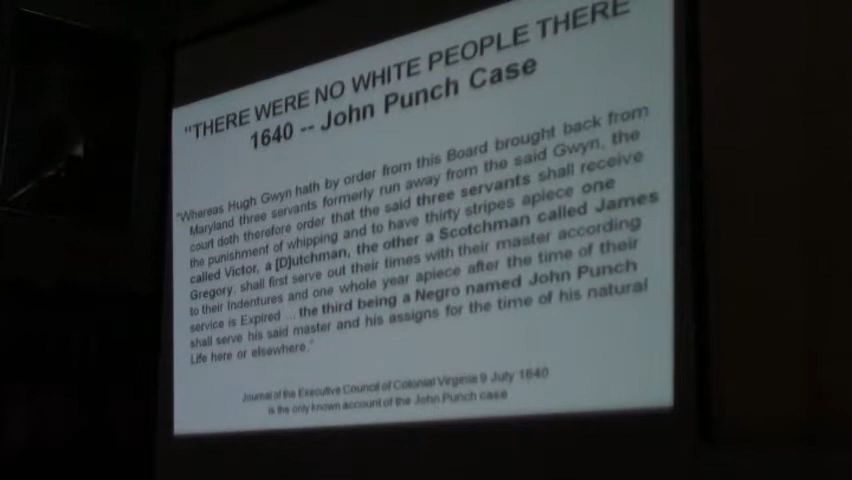 "THERE WERE NO WHITE PEOPLE THERE
1640 -- John Punch Case
"Whereas Hugh Gwyn hath by order from this Board brought back from
Maryland three servants formerly run away from the said Gwyn, the
court doth therefore order that the said three servants shall receive
the punishment of whipping and to have thirty stripes apiece one
called Victor, a [D]utchman, the other a Scotchman called James
Gregory, shall first serve out their times with their master according
to their Indentures and one whole year apiece after the time of their
service is Expired ... the third being a Negro named John Punch
shall serve his said master and his assigns for the time of his natural
Life here or elsewhere."
Journal of the Executive Council of Colonial Virginia 9 July 1640
is the only known account of the John Punch case